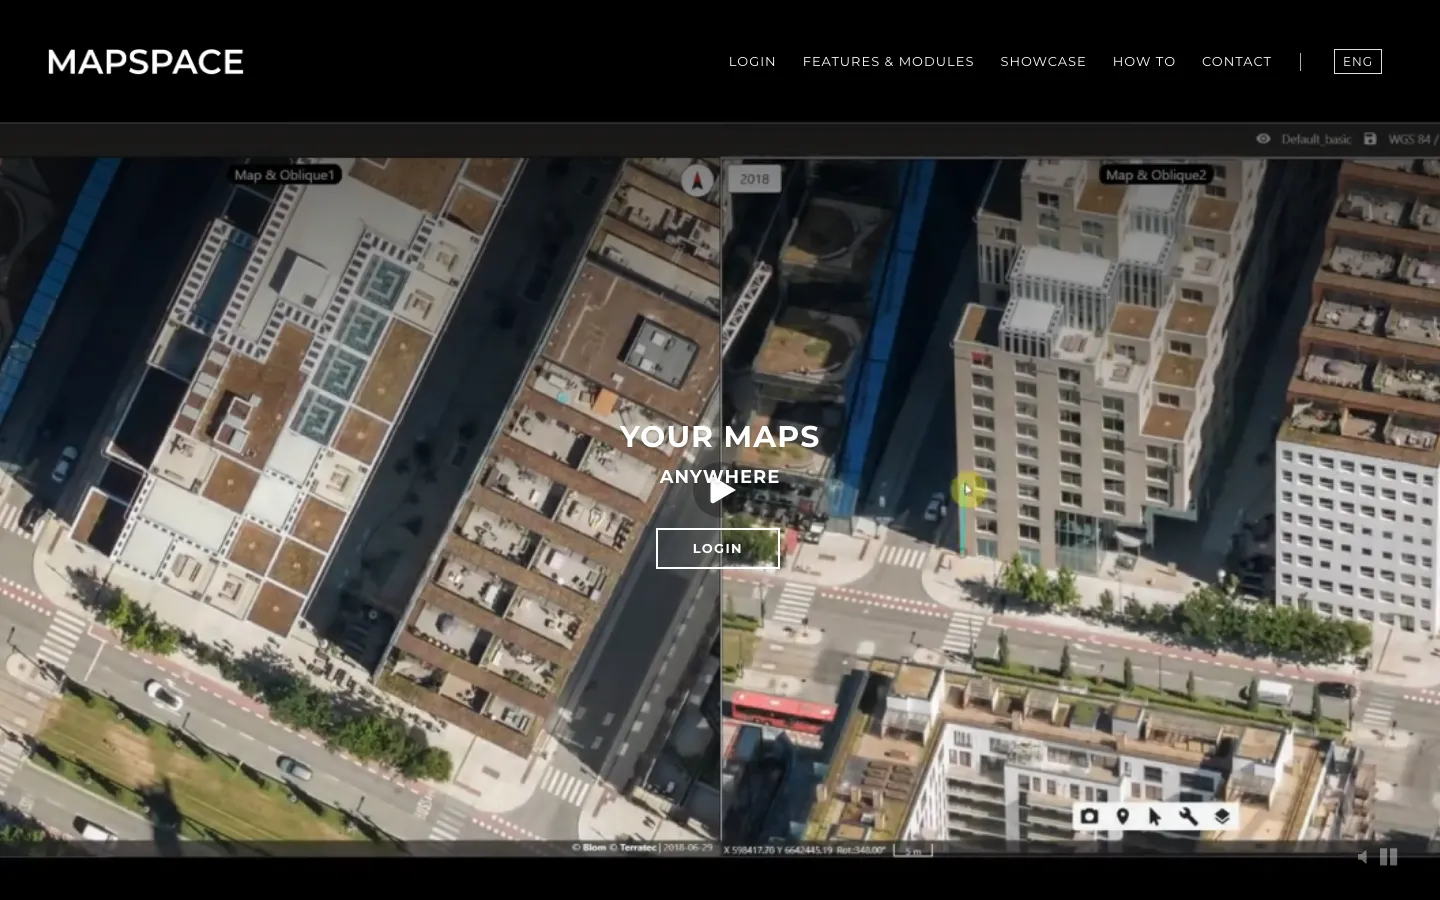 MAPSPACE
LOGIN FEATURES & MODULES SHOWCASE HOW TO CONTACT ENG
Default_basic WGS 84 /
Map & Oblique1 2018 Map & Oblique2
YOUR MAPS
ANYWHERE
LOGIN
© Blom © Terratec | 2018-06-29 X 598417.70 Y 6642445.19 Rot.:348.00° 5 m